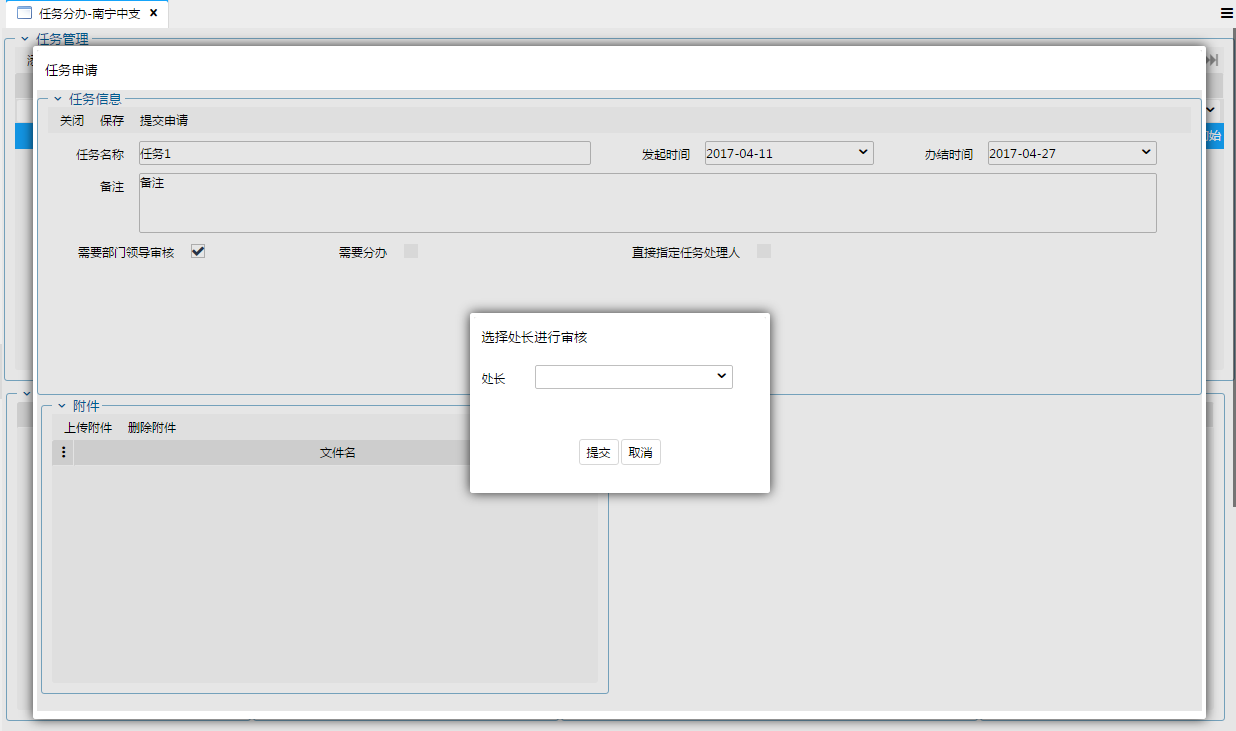 任务分办-南宁中支
任务管理
任务申请
任务信息
关闭 保存 提交申请
任务名称 任务1 发起时间 2017-04-11 办结时间 2017-04-27
备注 备注
需要部门领导审核 需要分办 直接指定任务处理人
选择处长进行审核
处长
提交 取消
附件
上传附件 删除附件
文件名